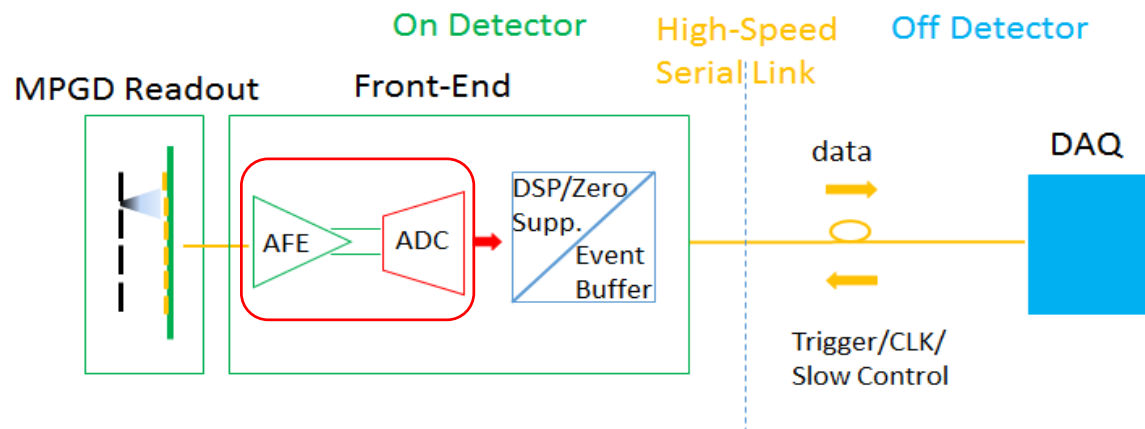 On Detector
High-Speed
Serial Link
Off Detector
MPGD Readout
Front-End
AFE
ADC
DSP/Zero
Supp.
Event
Buffer
data
Trigger/CLK/
Slow Control
DAQ